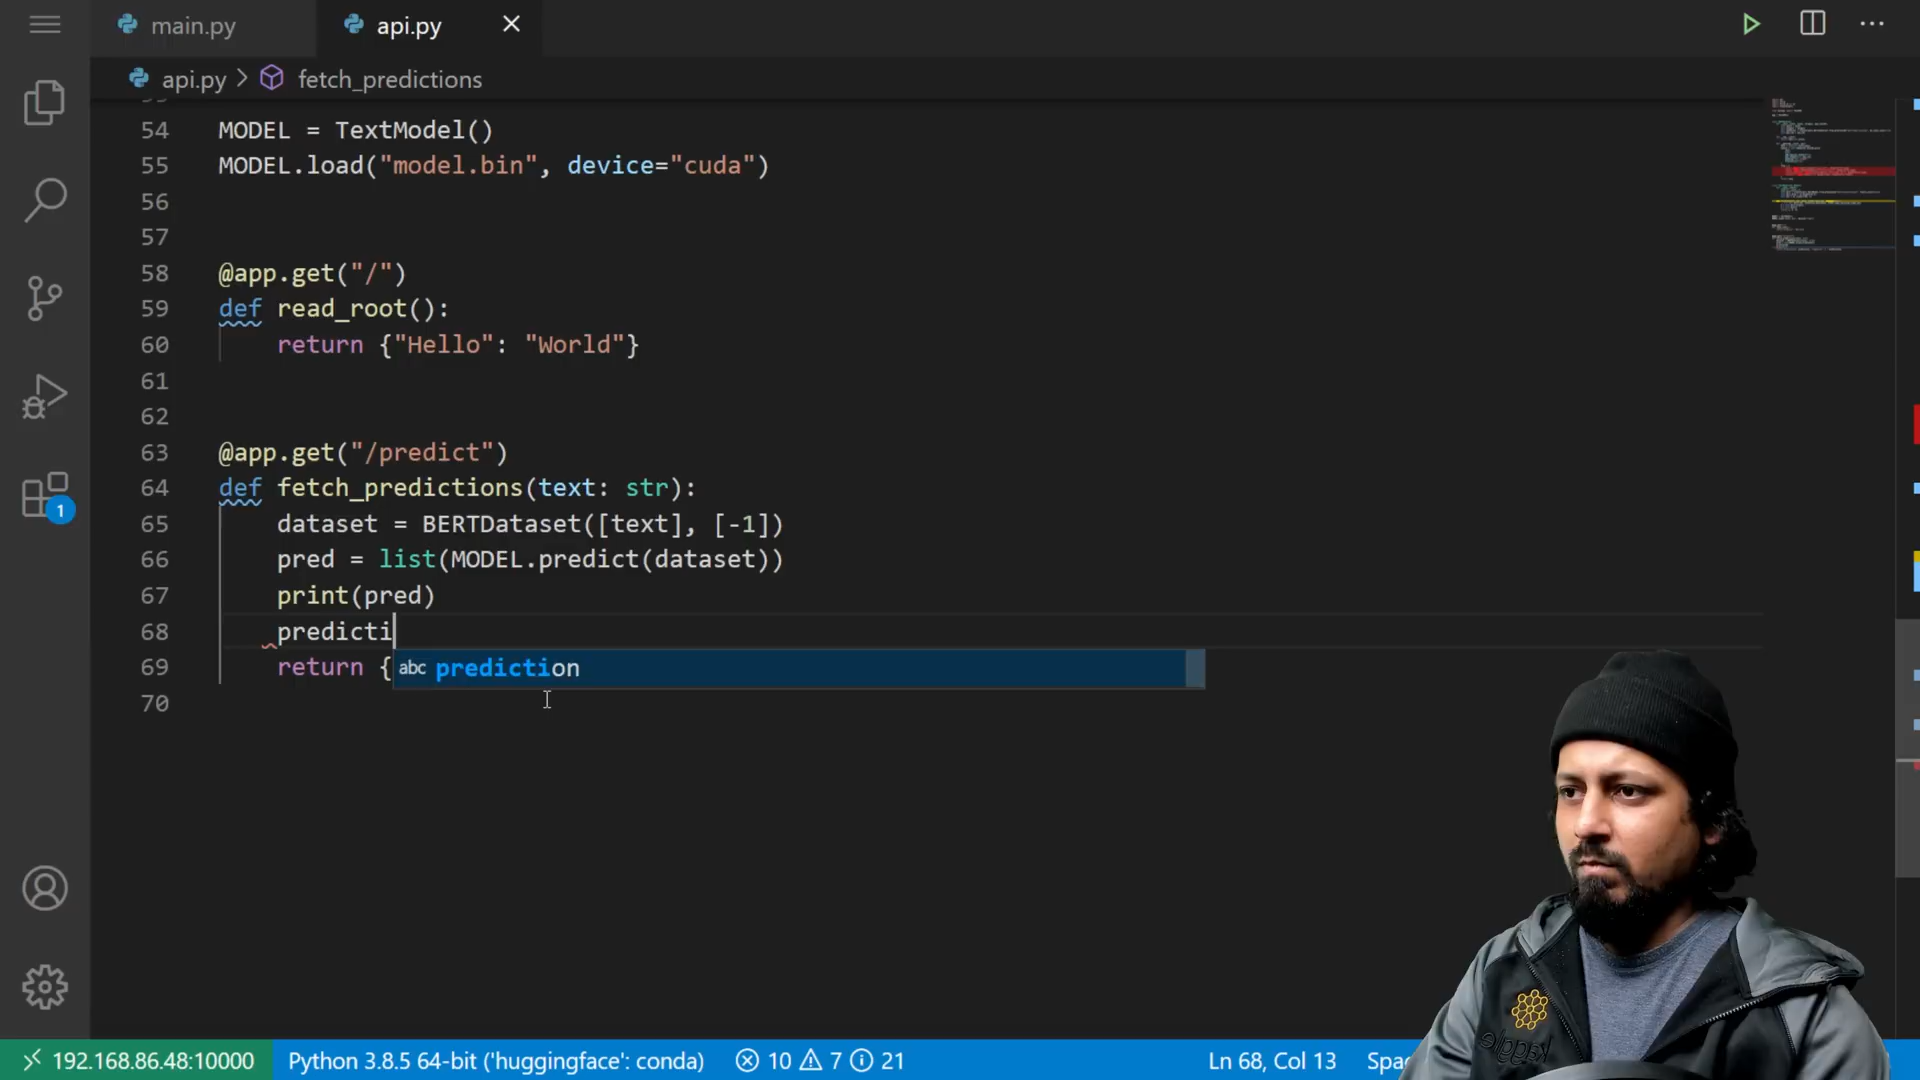 main.py
api.py
api.py > fetch_predictions
54 MODEL = TextModel()
55 MODEL.load("model.bin", device="cuda")
56
57
58 @app.get("/")
59 def read_root():
60 return {"Hello": "World"}
61
62
63 @app.get("/predict")
64 def fetch_predictions(text: str):
65 dataset = BERTDataset([text], [-1])
66 pred = list(MODEL.predict(dataset))
67 print(pred)
68 predicti
abc prediction
69 return {
70
1
kaggle
192.168.86.48:10000
Python 3.8.5 64-bit ('huggingface': conda)
10 7 21
Ln 68, Col 13